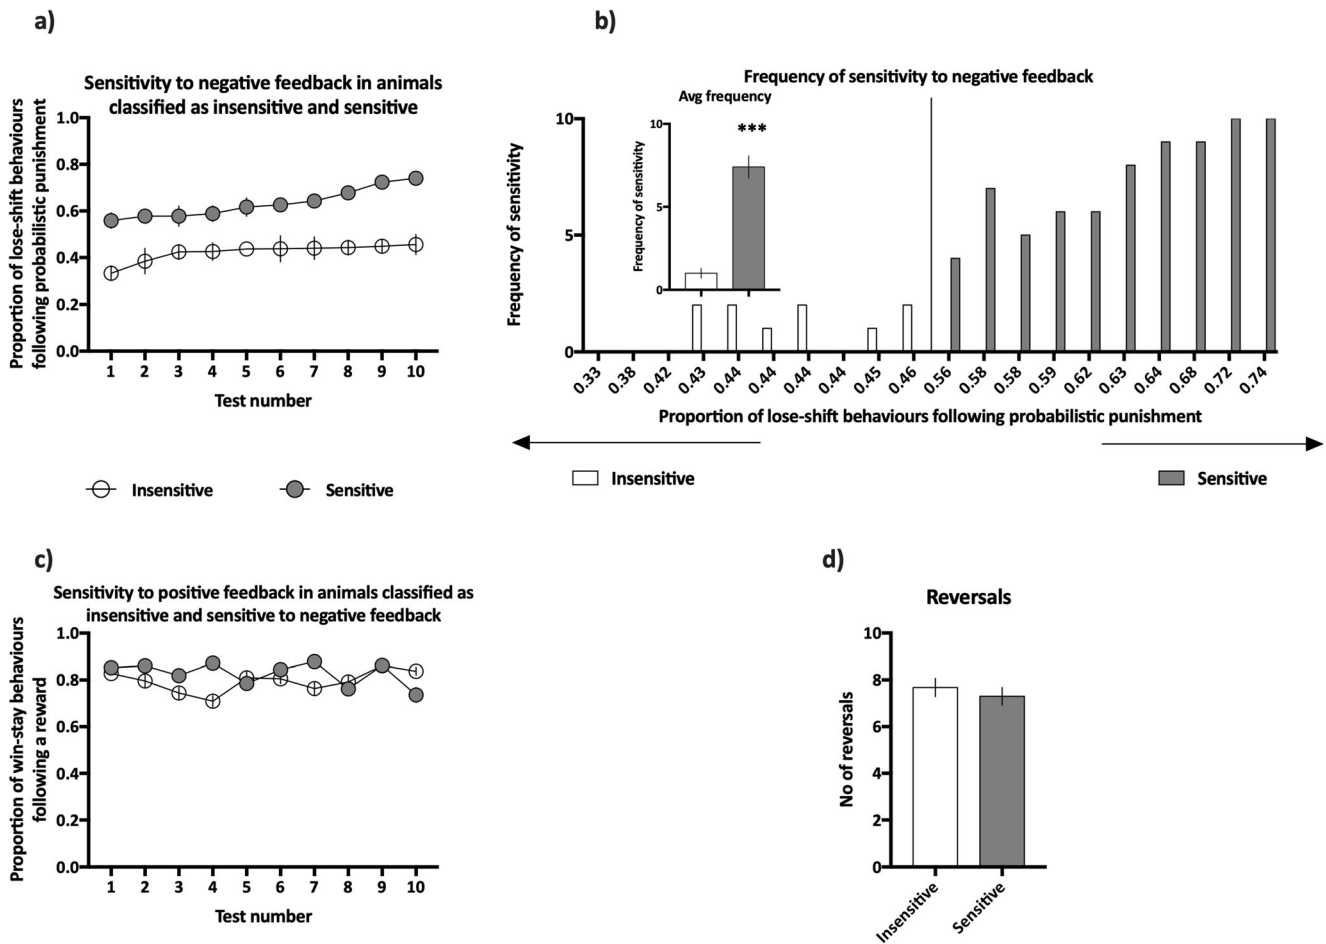 a)
Sensitivity to negative feedback in animals
classified as insensitive and sensitive
Proportion of lose-shift behaviours
following probabilistic punishment
1.0
0.8
0.6
0.4
0.2
0.0
1 2 3 4 5 6 7 8 9 10
Test number
Insensitive Sensitive
b)
Frequency of sensitivity to negative feedback
Frequency of sensitivity
10
5
0
Avg frequency
***
Frequency of sensitivity
10
5
0
0.33 0.38 0.42 0.43 0.44 0.44 0.44 0.44 0.45 0.46 0.56 0.58 0.58 0.59 0.62 0.63 0.64 0.68 0.72 0.74
Proportion of lose-shift behaviours following probabilistic punishment
Insensitive Sensitive
c)
Sensitivity to positive feedback in animals classified as
insensitive and sensitive to negative feedback
Proportion of win-stay behaviours
following a reward
1.0
0.8
0.6
0.4
0.2
0.0
1 2 3 4 5 6 7 8 9 10
Test number
d)
Reversals
No of reversals
10
8
6
4
2
0
Insensitive Sensitive